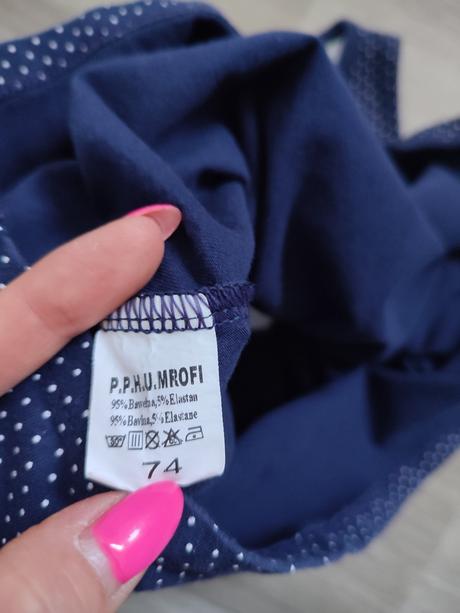 P.P.H.U.MROFI
95% Bawełna,5% Elastan
95% Bavlna,5% Elastane
74